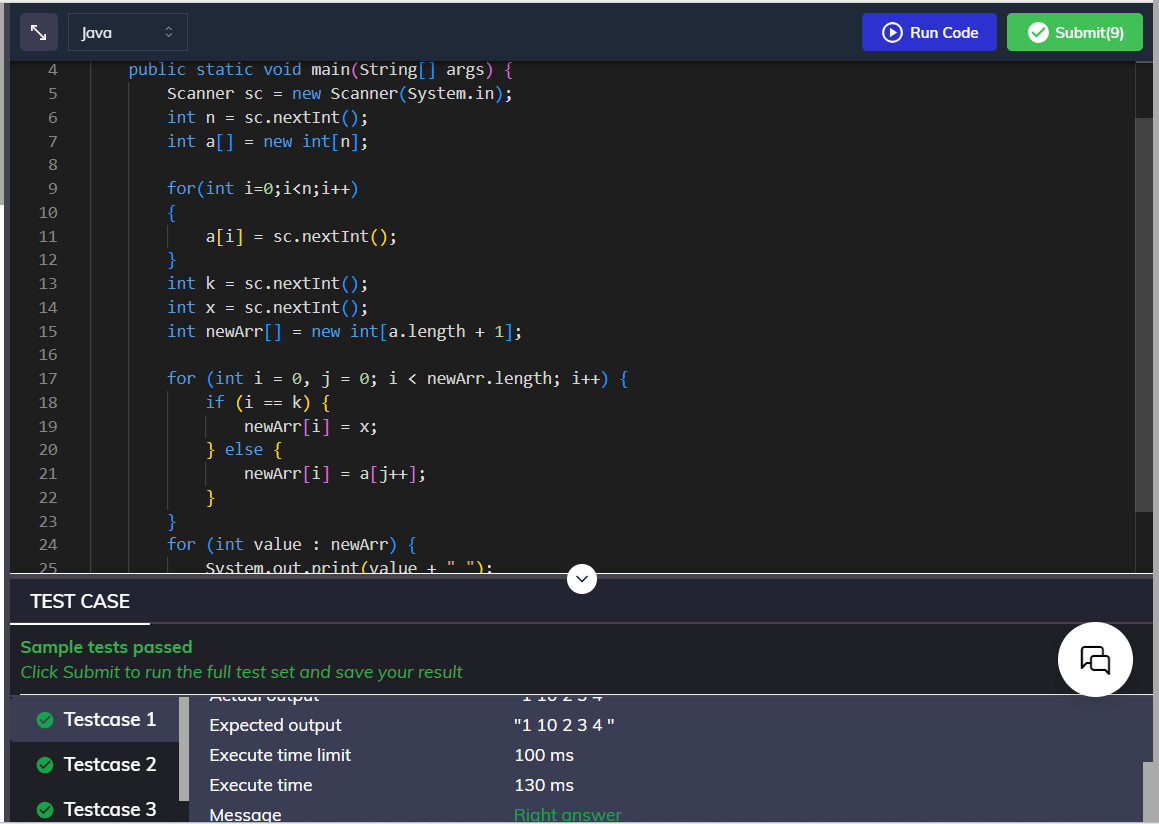 Java Run Code Submit(9)
4 public static void main(String[] args) {
5 Scanner sc = new Scanner(System.in);
6 int n = sc.nextInt();
7 int a[] = new int[n];
8
9 for(int i=0;i<n;i++)
10 {
11 a[i] = sc.nextInt();
12 }
13 int k = sc.nextInt();
14 int x = sc.nextInt();
15 int newArr[] = new int[a.length + 1];
16
17 for (int i = 0, j = 0; i < newArr.length; i++) {
18 if (i == k) {
19 newArr[i] = x;
20 } else {
21 newArr[i] = a[j++];
22 }
23 }
24 for (int value : newArr) {
25 System.out.print(value + " ");
TEST CASE
Sample tests passed
Click Submit to run the full test set and save your result
Testcase 1
Testcase 2
Testcase 3
Actual output "1 10 2 3 4 "
Expected output "1 10 2 3 4 "
Execute time limit 100 ms
Execute time 130 ms
Message Right answer